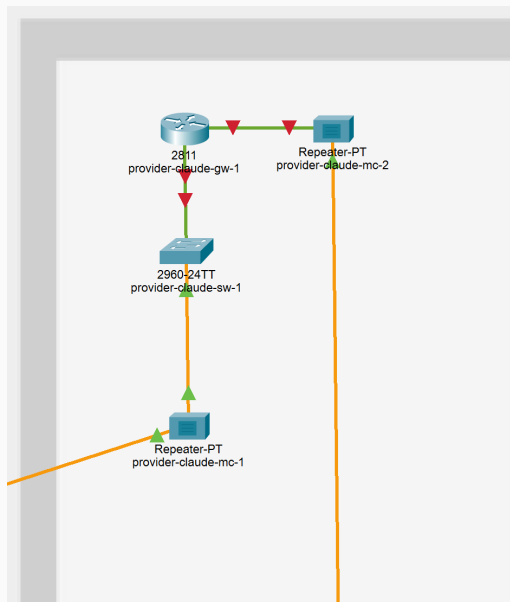 2811
provider-claude-gw-1
Repeater-PT
provider-claude-mc-2
2960-24TT
provider-claude-sw-1
Repeater-PT
provider-claude-mc-1